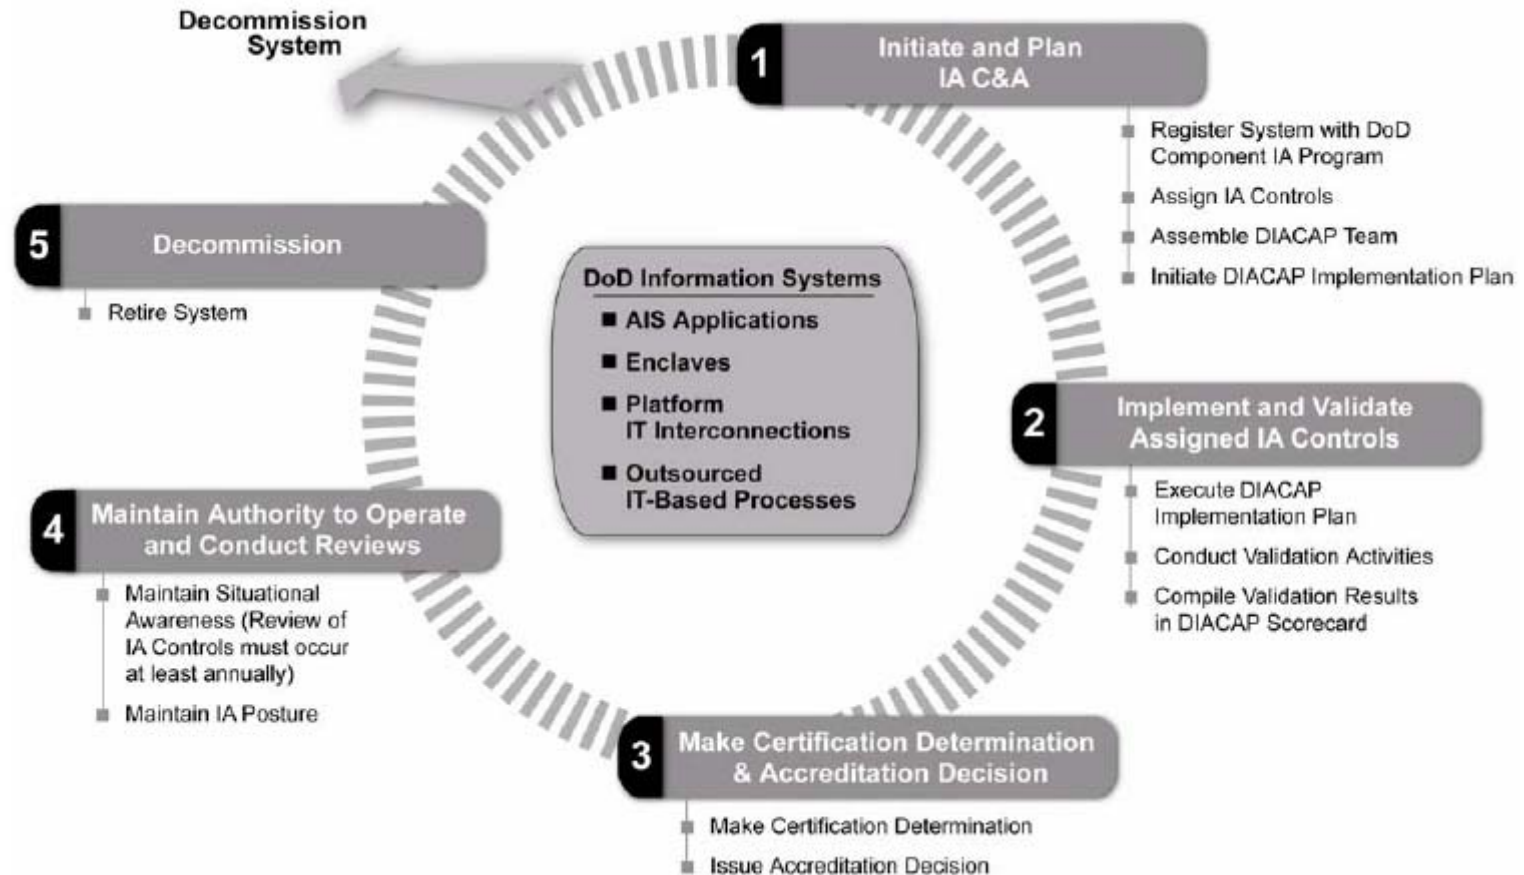 Decommission
System
1
Initiate and Plan
IA C&A
Register System with DoD
Component IA Program
Assign IA Controls
Assemble DIACAP Team
Initiate DIACAP Implementation Plan
2
Implement and Validate
Assigned IA Controls
Execute DIACAP
Implementation Plan
Conduct Validation Activities
Compile Validation Results
in DIACAP Scorecard
3
Make Certification Determination
& Accreditation Decision
Make Certification Determination
Issue Accreditation Decision
4
Maintain Authority to Operate
and Conduct Reviews
Maintain Situational
Awareness (Review of
IA Controls must occur
at least annually)
Maintain IA Posture
5
Decommission
Retire System
DoD Information Systems
AIS Applications
Enclaves
Platform
IT Interconnections
Outsourced
IT-Based Processes